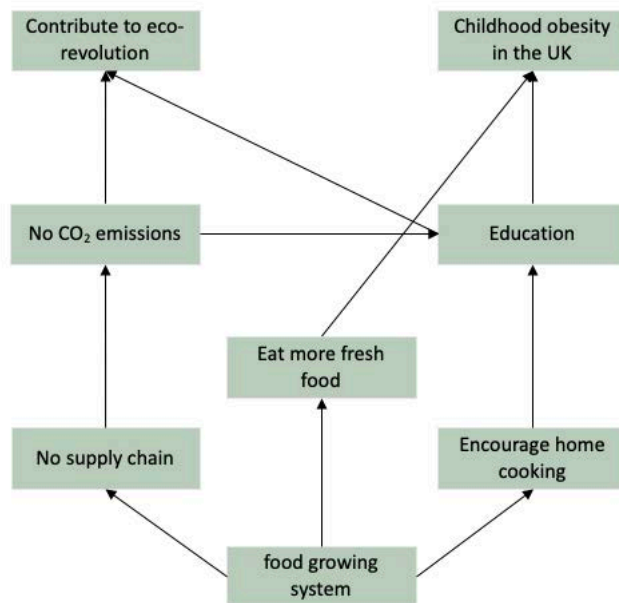 Contribute to eco-
revolution
Childhood obesity
in the UK
No CO₂ emissions
Education
Eat more fresh
food
No supply chain
Encourage home
cooking
food growing
system